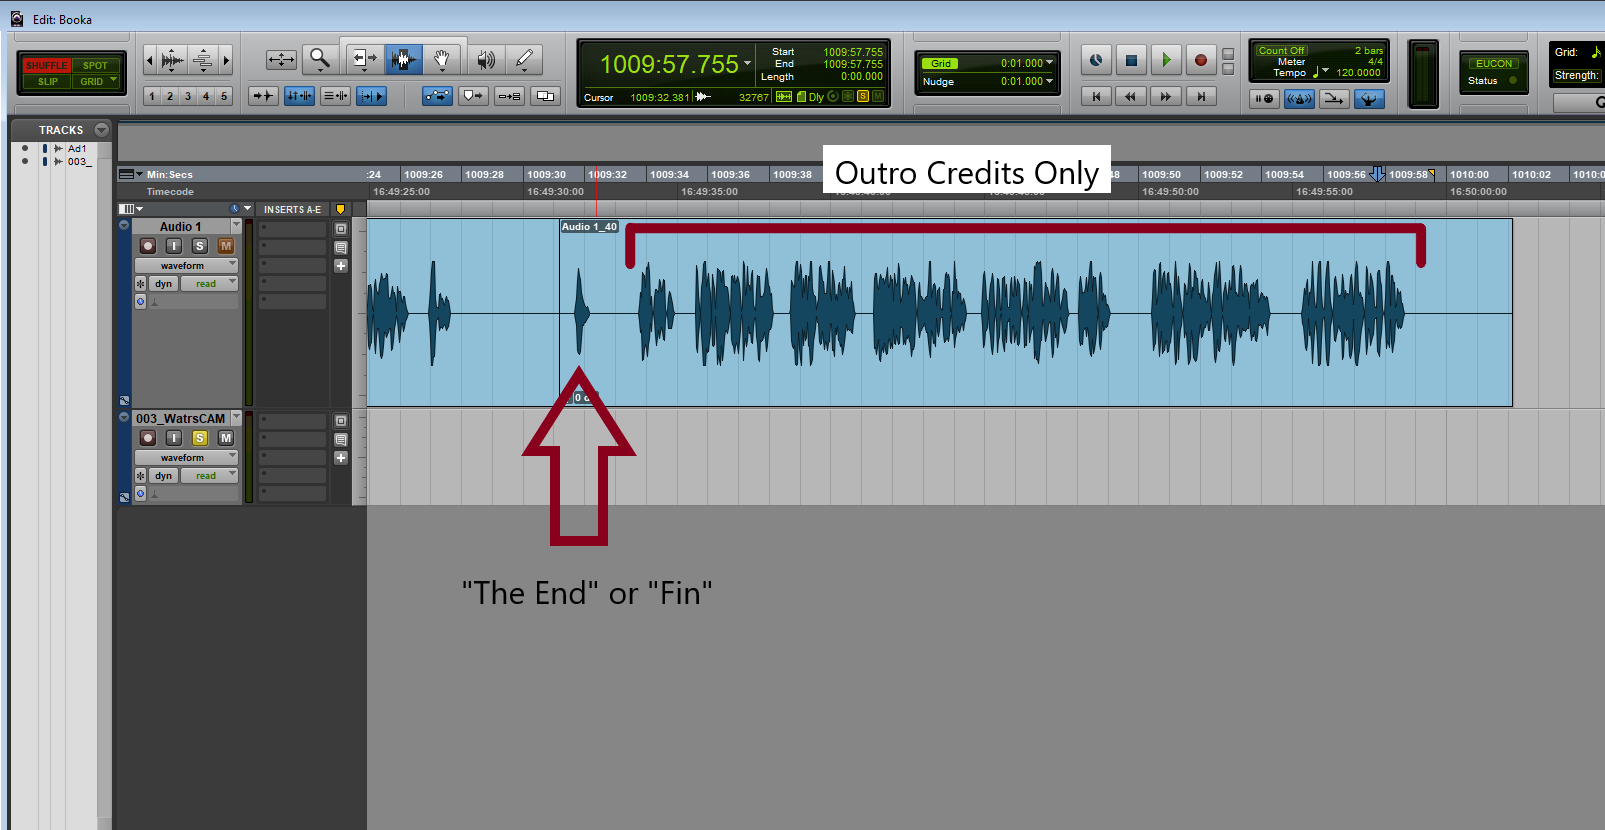 Edit: Booka
SHUFFLE SPOT
SLIP GRID
1 2 3 4 5
1009:57.755
Start 1009:57.755
End 1009:57.755
Length 0:00.000
Cursor 1009:32.381 32767 Dly S M
Grid 0:01.000
Nudge 0:01.000
Count Off 2 bars
Meter 4/4
Tempo 120.0000
EUCON
Status
Grid:
Strength:
Q
TRACKS
Ad1
003_
Outro Credits Only
Min:Secs :24 1009:26 1009:28 1009:30 1009:32 1009:34 1009:36 1009:38 48 1009:50 1009:52 1009:54 1009:56 1009:58 1010:00 1010:02 1010:0
Timecode 16:49:25:00 16:49:30:00 16:49:35:00 16:49:50:00 16:49:55:00 16:50:00:00
INSERTS A-E
Audio 1
I S M
waveform
dyn read
Audio 1_40
0 d
003_WatrsCAM
I S M
waveform
dyn read
"The End" or "Fin"